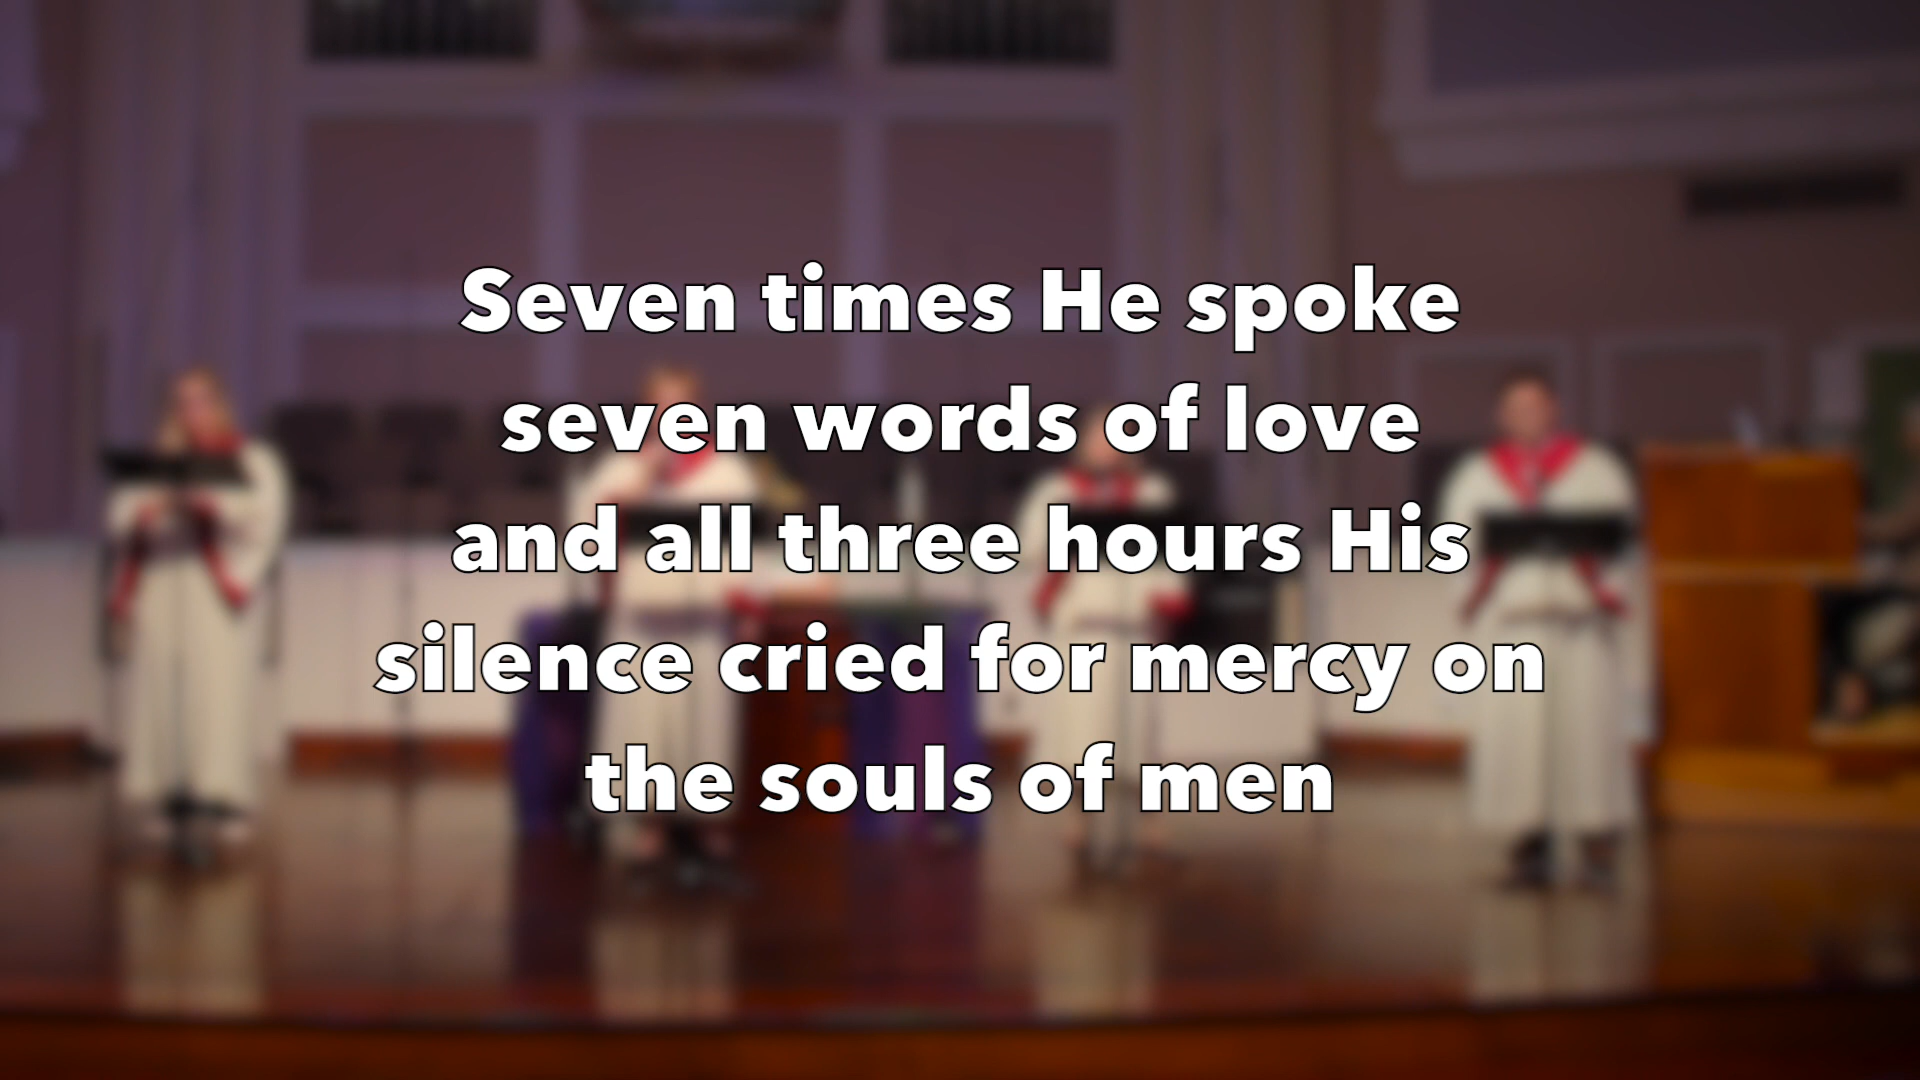 Seven times He spoke
seven words of love
and all three hours His
silence cried for mercy on
the souls of men